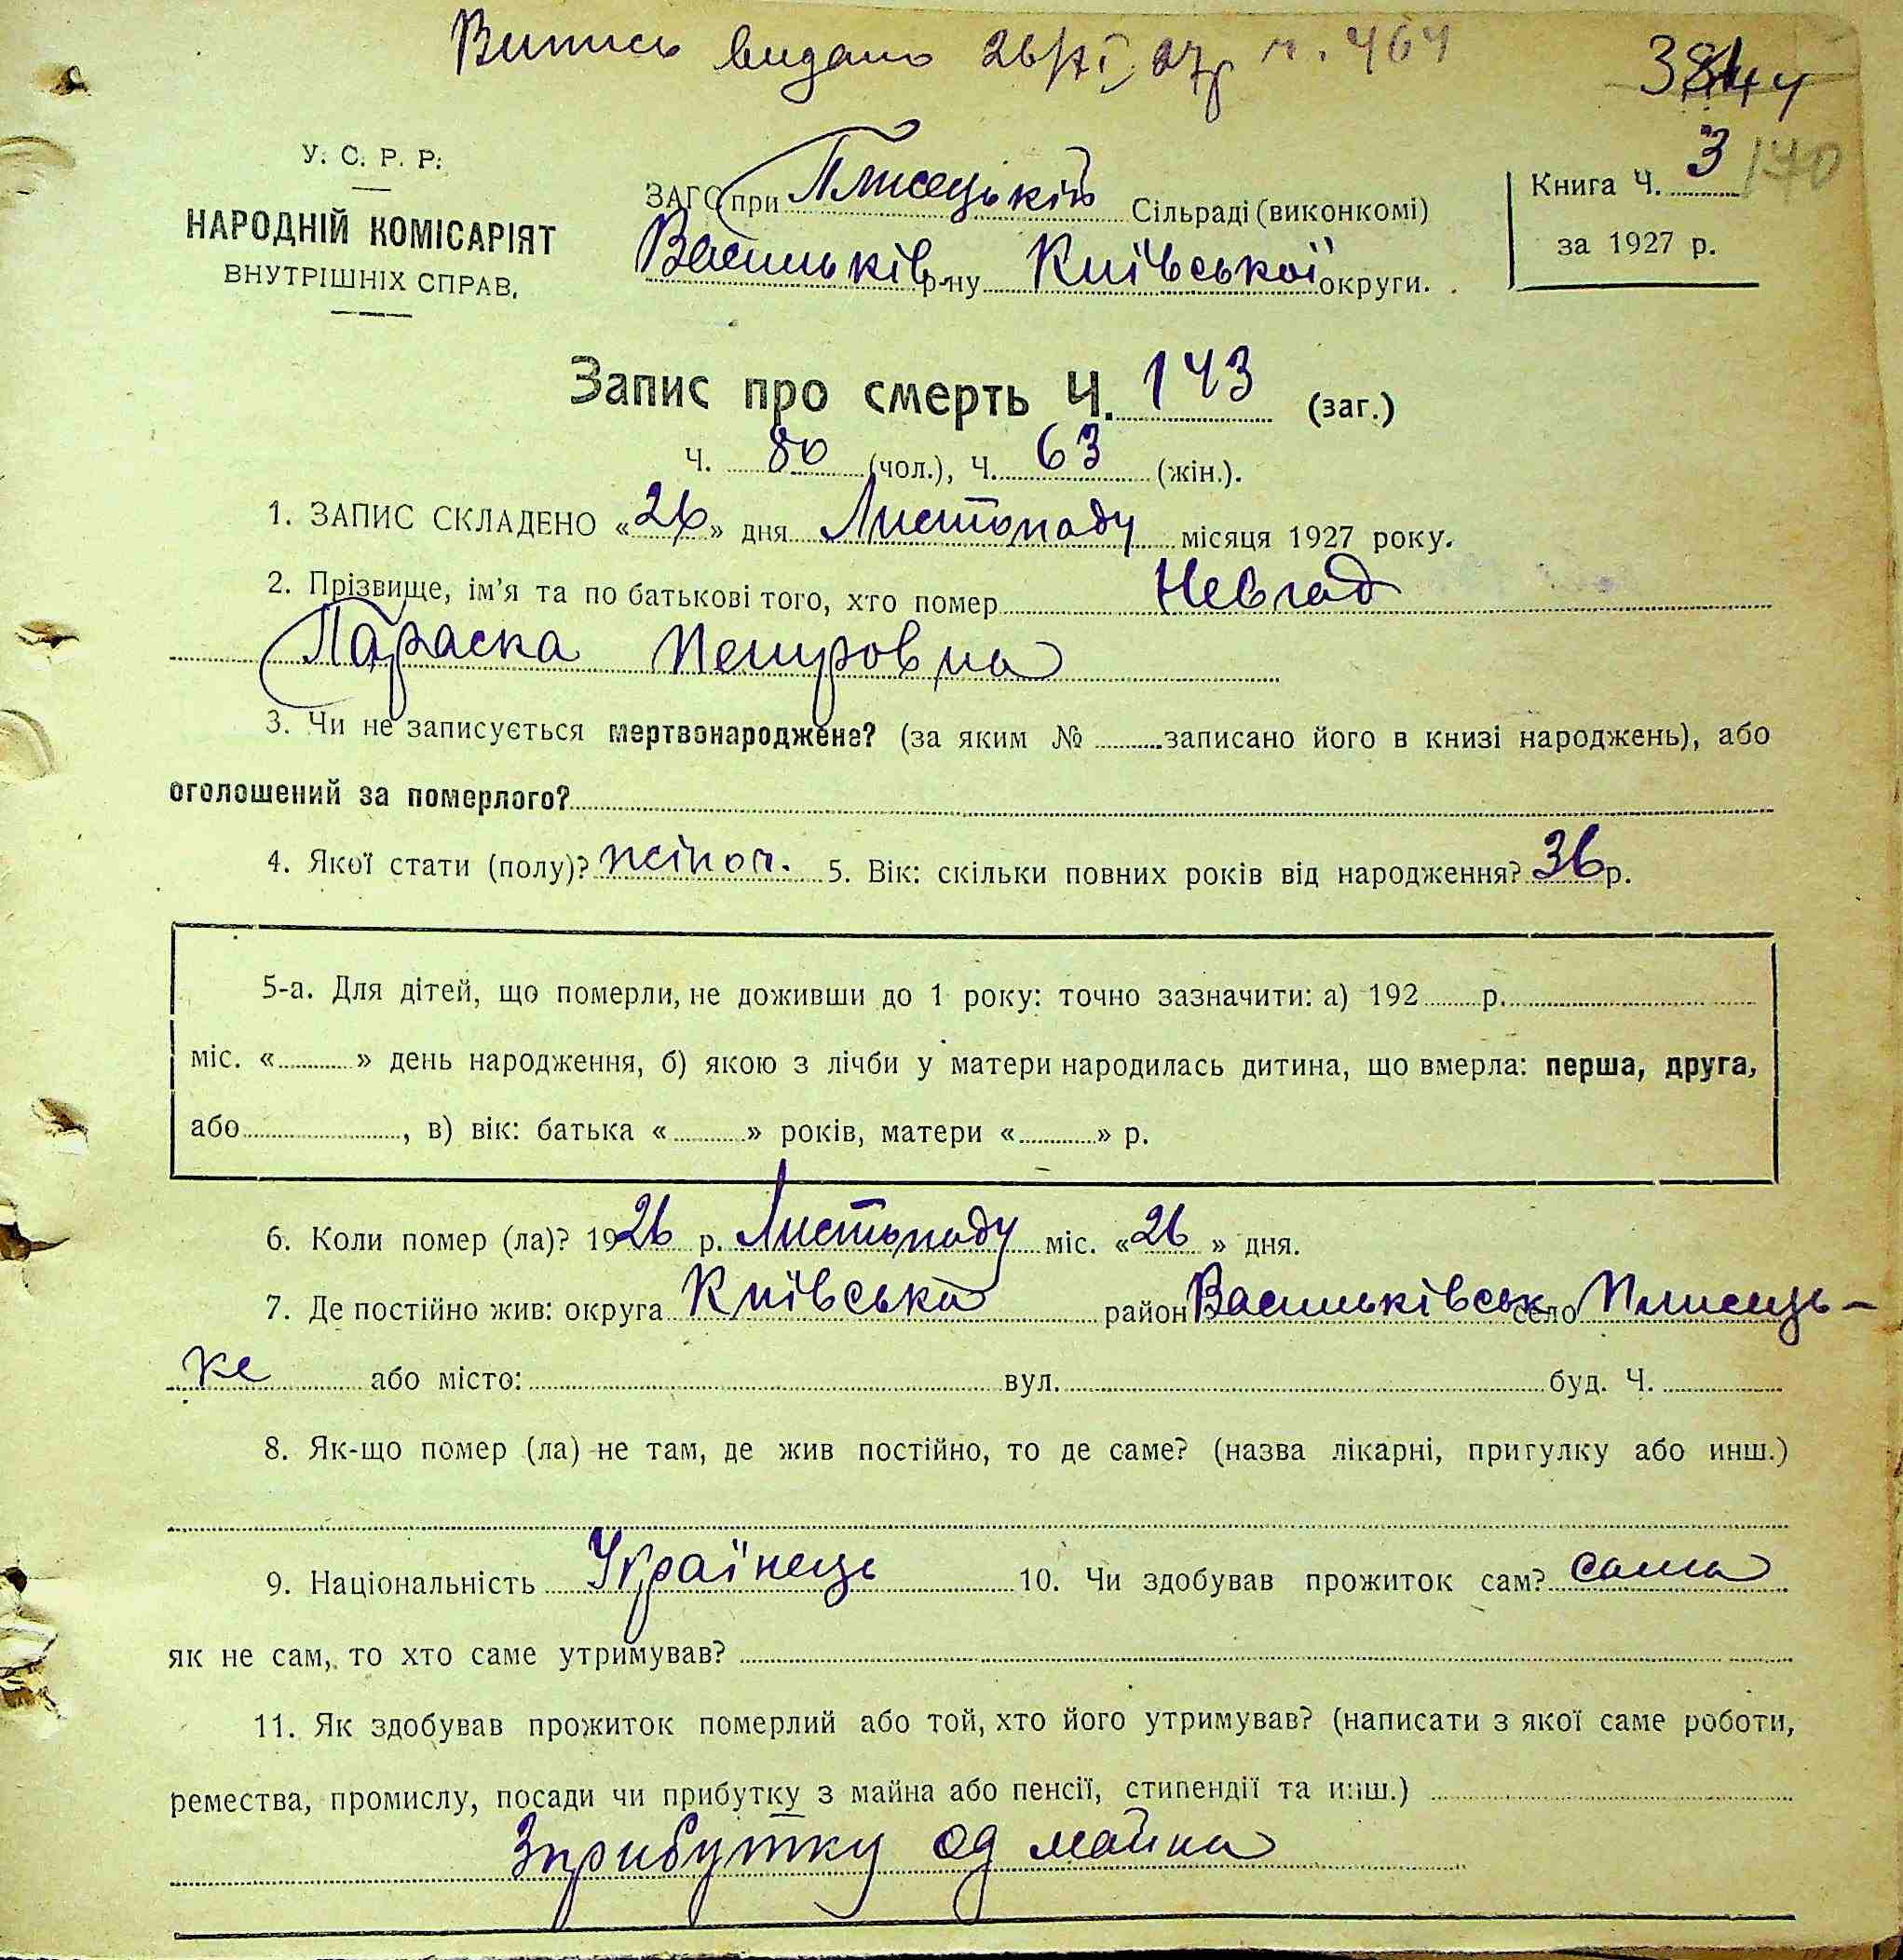 Випись видано 26/XI 27р ч. 464
У. С. Р. Р.
НАРОДНІЙ КОМІСАРІЯТ
ВНУТРІШНІХ СПРАВ.
ЗАГС при Плисецькій Сільраді (виконкомі)
Васильків р-ну Київської округи.
Книга Ч. 3
за 1927 р.
Запис про смерть Ч. 143 (заг.)
Ч. 80 (чол.), Ч. 63 (жін.).
1. ЗАПИС СКЛАДЕНО «26» дня Листопаду місяця 1927 року.
2. Прізвище, ім'я та по батькові того, хто помер Невгад
Параска Петровна
3. Чи не записується мертвонароджене? (за яким № записано його в книзі народжень), або
оголошений за померлого?
4. Якої стати (полу)? жіноч. 5. Вік: скільки повних років від народження? 36 р.
5-а. Для дітей, що померли, не доживши до 1 року: точно зазначити: а) 192 р.
міс. « » день народження, б) якою з лічби у матери народилась дитина, що вмерла: перша, друга,
або , в) вік: батька « » років, матери « » р.
6. Коли помер (ла)? 1926 р. Листопаду міс. «26» дня.
7. Де постійно жив: округа Київська район Васильківськ село Плисець-
ке або місто: вул. буд. Ч.
8. Як-що помер (ла) не там, де жив постійно, то де саме? (назва лікарні, пригулку або инш.)
9. Національність Українець 10. Чи здобував прожиток сам? сама
як не сам, то хто саме утримував?
11. Як здобував прожиток померлий або той, хто його утримував? (написати з якої саме роботи,
ремества, промислу, посади чи прибутку з майна або пенсії, стипендії та инш.)
Зприбутку од майна